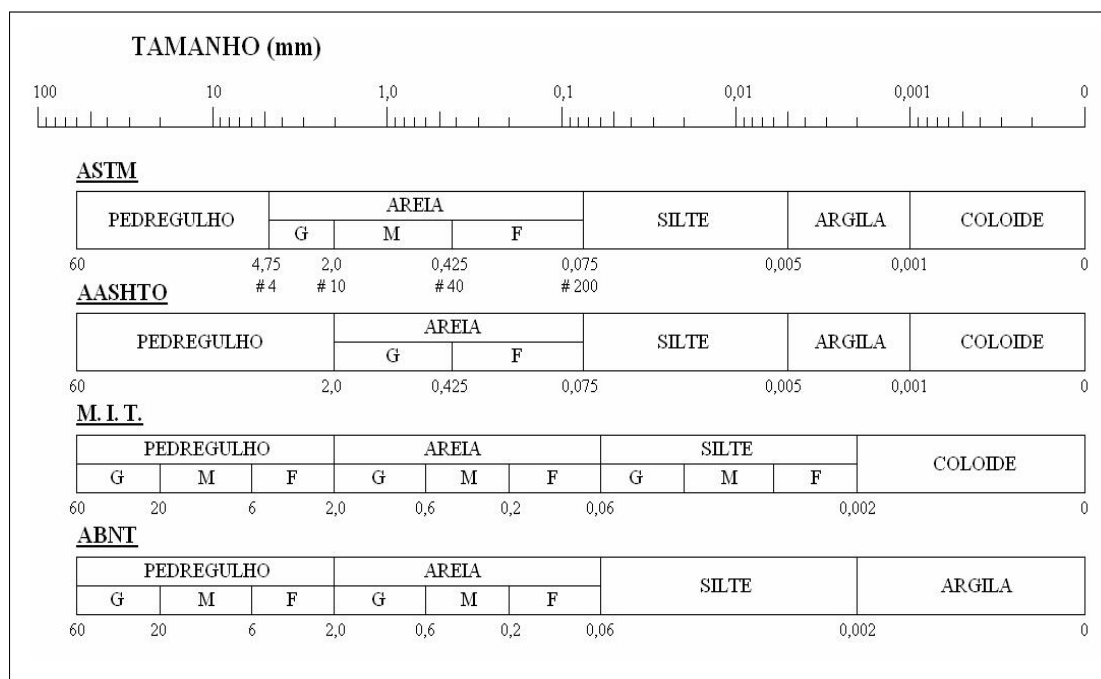 TAMANHO (mm)
100 10 1,0 0,1 0,01 0,001 0
ASTM
PEDREGULHO AREIA SILTE ARGILA COLOIDE
G M F
60 4,75 2,0 0,425 0,075 0,005 0,001 0
# 4 # 10 # 40 # 200
AASHTO
PEDREGULHO AREIA SILTE ARGILA COLOIDE
G F
60 2,0 0,425 0,075 0,005 0,001 0
M. I. T.
PEDREGULHO AREIA SILTE COLOIDE
G M F G M F G M F
60 20 6 2,0 0,6 0,2 0,06 0,002 0
ABNT
PEDREGULHO AREIA SILTE ARGILA
G M F G M F
60 20 6 2,0 0,6 0,2 0,06 0,002 0